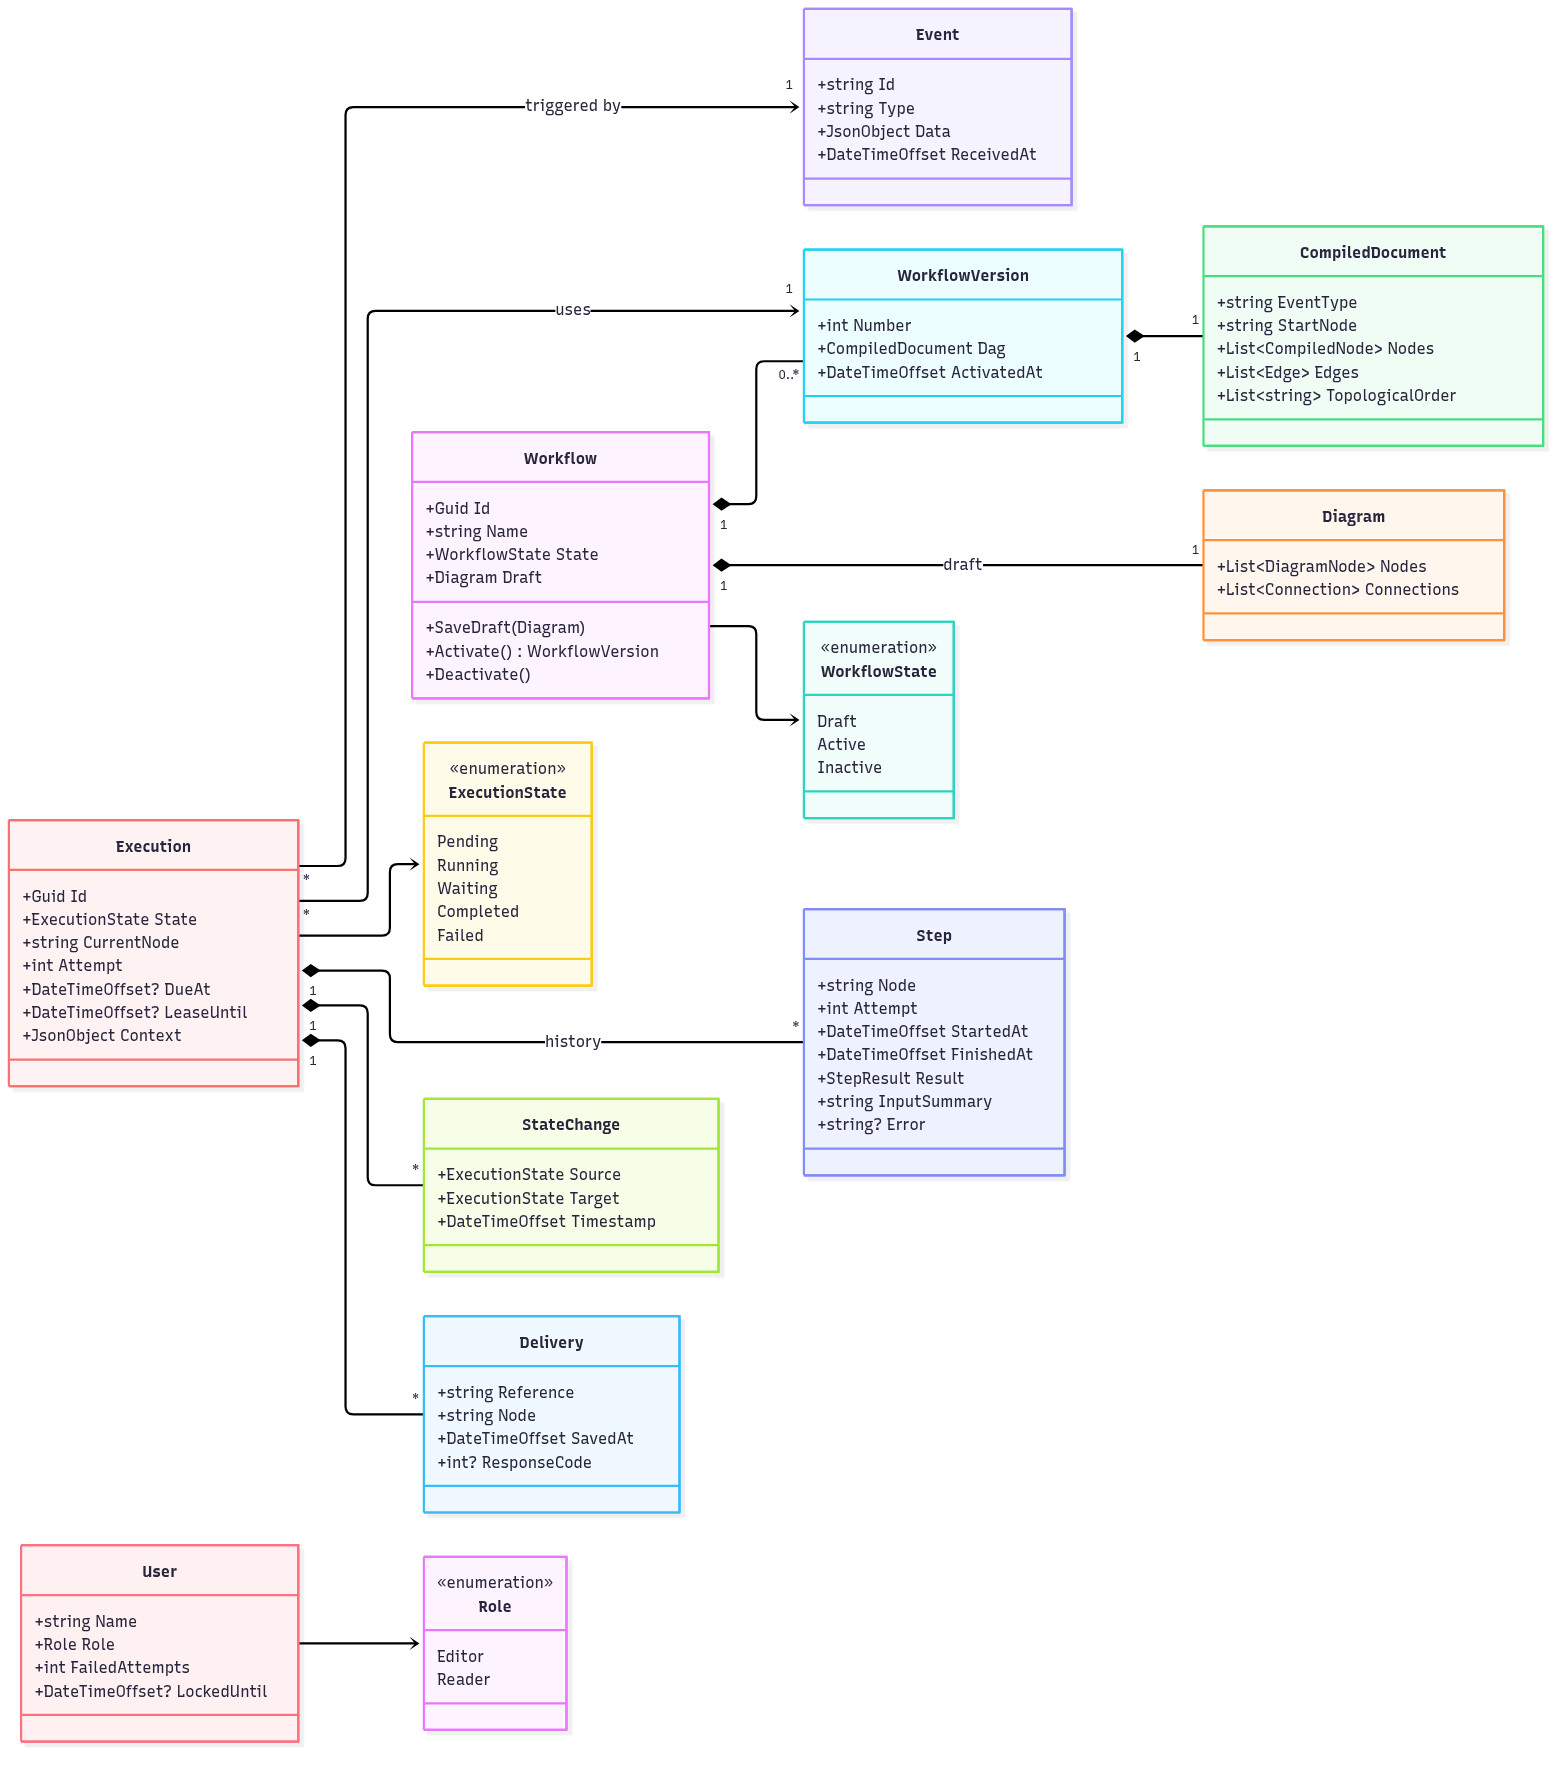 Event
+string Id
+string Type
+JsonObject Data
+DateTimeOffset ReceivedAt
triggered by
1
WorkflowVersion
+int Number
+CompiledDocument Dag
+DateTimeOffset ActivatedAt
uses
1
0..*
CompiledDocument
+string EventType
+string StartNode
+List<CompiledNode> Nodes
+List<Edge> Edges
+List<string> TopologicalOrder
1
1
Workflow
+Guid Id
+string Name
+WorkflowState State
+Diagram Draft
+SaveDraft(Diagram)
+Activate() : WorkflowVersion
+Deactivate()
1
1
draft
1
Diagram
+List<DiagramNode> Nodes
+List<Connection> Connections
«enumeration»
WorkflowState
Draft
Active
Inactive
«enumeration»
ExecutionState
Pending
Running
Waiting
Completed
Failed
Execution
+Guid Id
+ExecutionState State
+string CurrentNode
+int Attempt
+DateTimeOffset? DueAt
+DateTimeOffset? LeaseUntil
+JsonObject Context
*
*
1
1
1
history
*
Step
+string Node
+int Attempt
+DateTimeOffset StartedAt
+DateTimeOffset FinishedAt
+StepResult Result
+string InputSummary
+string? Error
StateChange
+ExecutionState Source
+ExecutionState Target
+DateTimeOffset Timestamp
*
Delivery
+string Reference
+string Node
+DateTimeOffset SavedAt
+int? ResponseCode
*
User
+string Name
+Role Role
+int FailedAttempts
+DateTimeOffset? LockedUntil
«enumeration»
Role
Editor
Reader